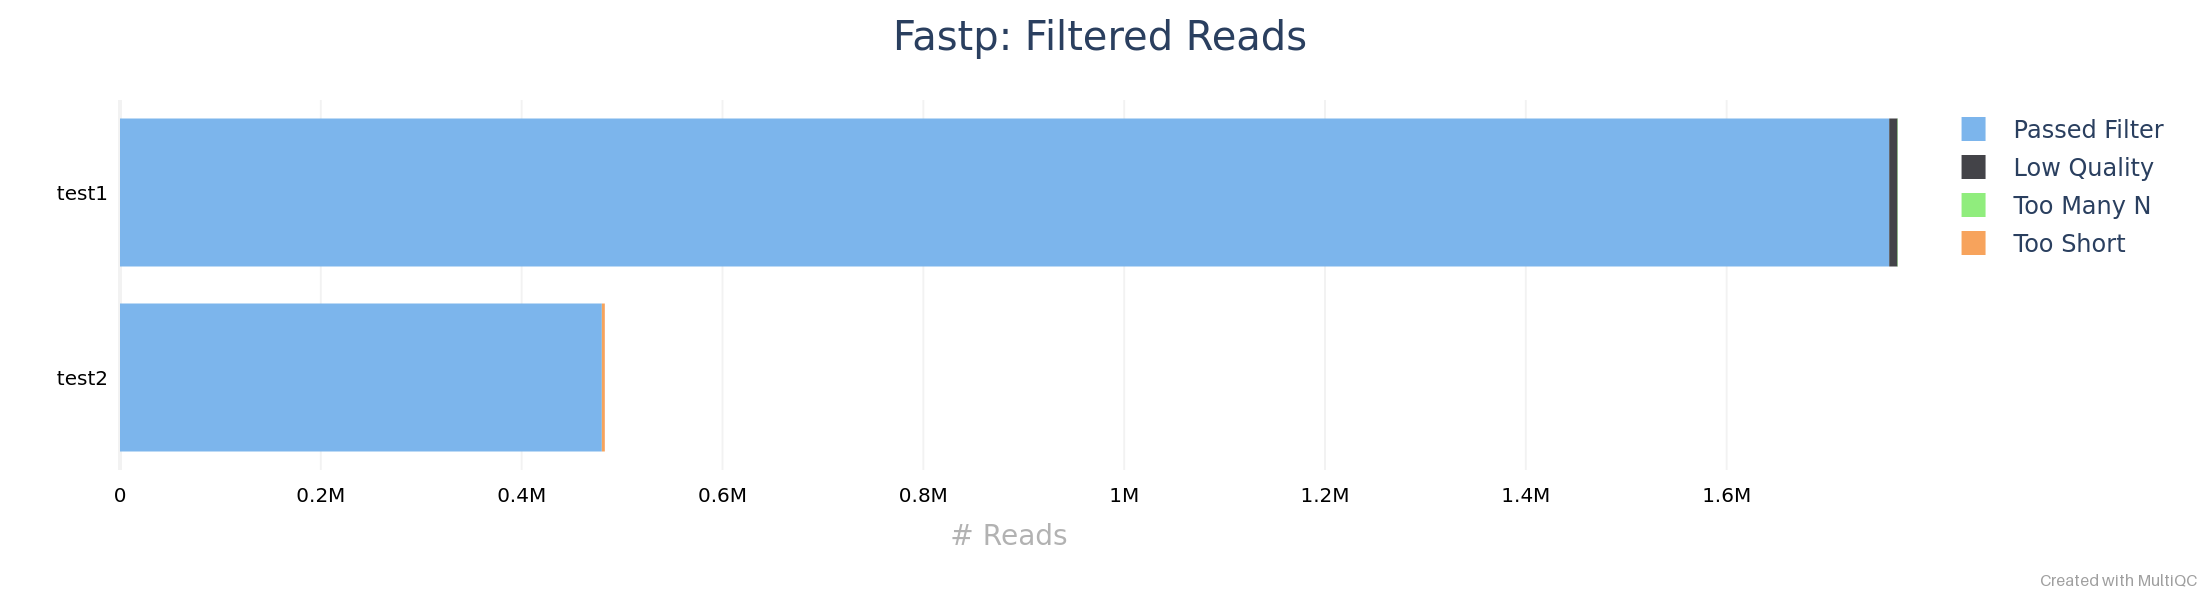 Fastp: Filtered Reads
Passed Filter
Low Quality
Too Many N
Too Short
test1
test2
0 0.2M 0.4M 0.6M 0.8M 1M 1.2M 1.4M 1.6M
# Reads
Created with MultiQC